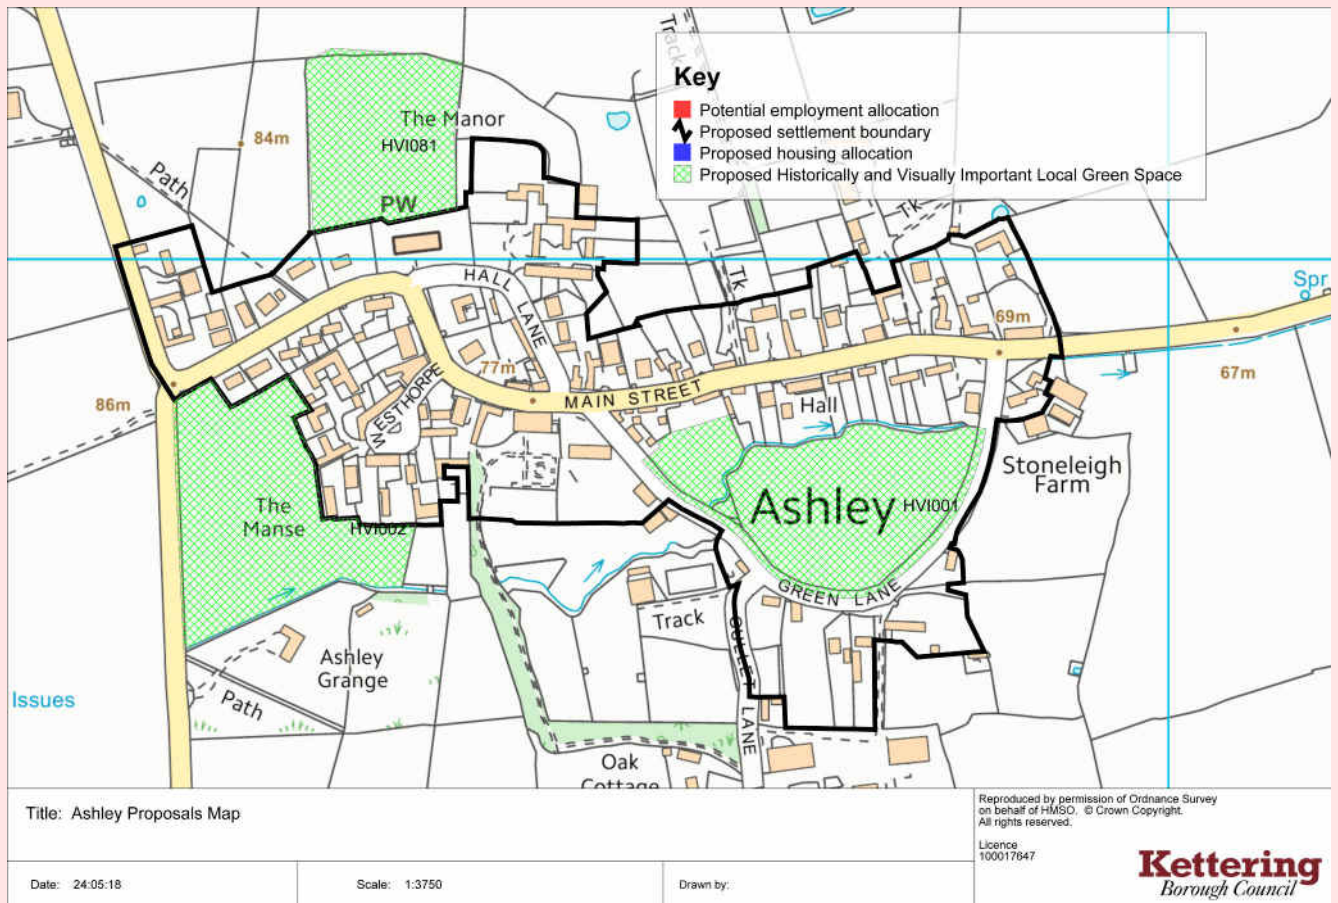 Track
Key
Potential employment allocation
Proposed settlement boundary
Proposed housing allocation
Proposed Historically and Visually Important Local Green Space
The Manor
HVI081
84m
Path
PW
Tk
HALL LANE
Tk
Spr
69m
77m
67m
86m
WESTHORPE
MAIN STREET
Hall
Stoneleigh
Farm
Ashley
HVI001
The
Manse
HVI002
GREEN LANE
Track
GULLET LANE
Ashley
Grange
Path
Issues
Oak
Cottage
Title: Ashley Proposals Map
Reproduced by permission of Ordnance Survey
on behalf of HMSO. © Crown Copyright.
All rights reserved.
Licence
100017647
Kettering
Borough Council
Date: 24:05:18
Scale: 1:3750
Drawn by: